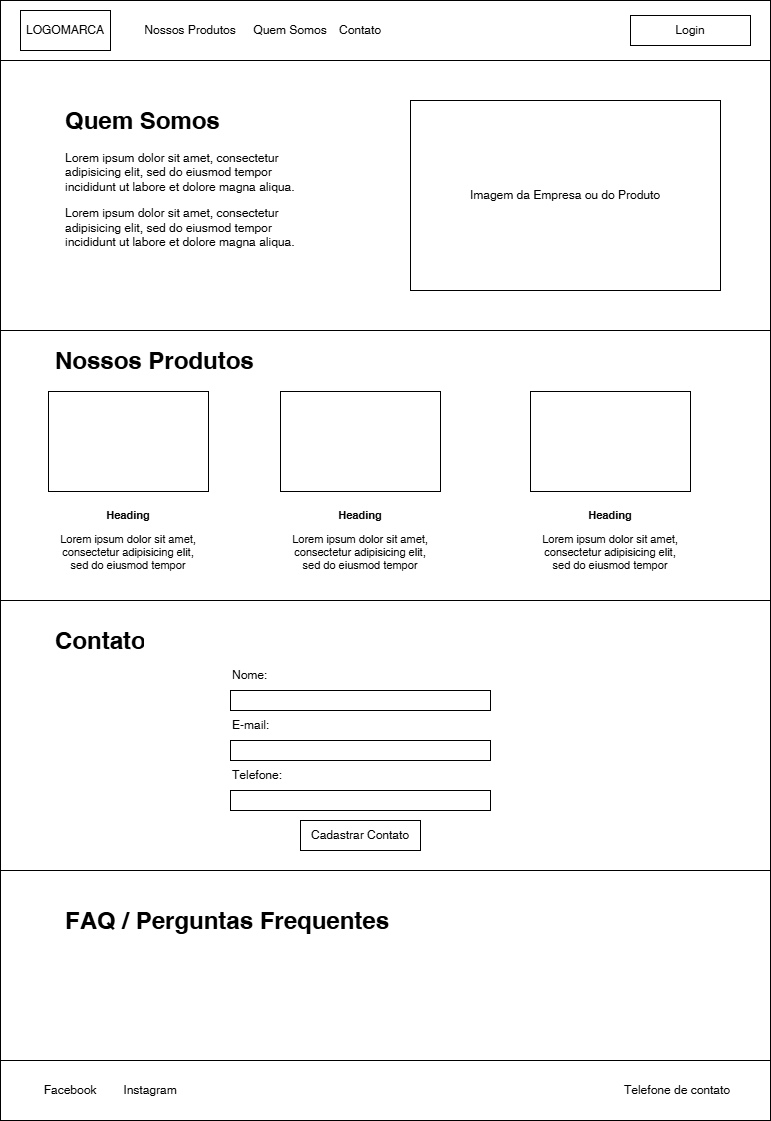 LOGOMARCA
Nossos Produtos
Quem Somos
Contato
Login
Quem Somos
Lorem ipsum dolor sit amet, consectetur
adipisicing elit, sed do eiusmod tempor
incididunt ut labore et dolore magna aliqua.
Lorem ipsum dolor sit amet, consectetur
adipisicing elit, sed do eiusmod tempor
incididunt ut labore et dolore magna aliqua.
Imagem da Empresa ou do Produto
Nossos Produtos
Heading
Lorem ipsum dolor sit amet,
consectetur adipisicing elit,
sed do eiusmod tempor
Heading
Lorem ipsum dolor sit amet,
consectetur adipisicing elit,
sed do eiusmod tempor
Heading
Lorem ipsum dolor sit amet,
consectetur adipisicing elit,
sed do eiusmod tempor
Contato
Nome:
E-mail:
Telefone:
Cadastrar Contato
FAQ / Perguntas Frequentes
Facebook
Instagram
Telefone de contato